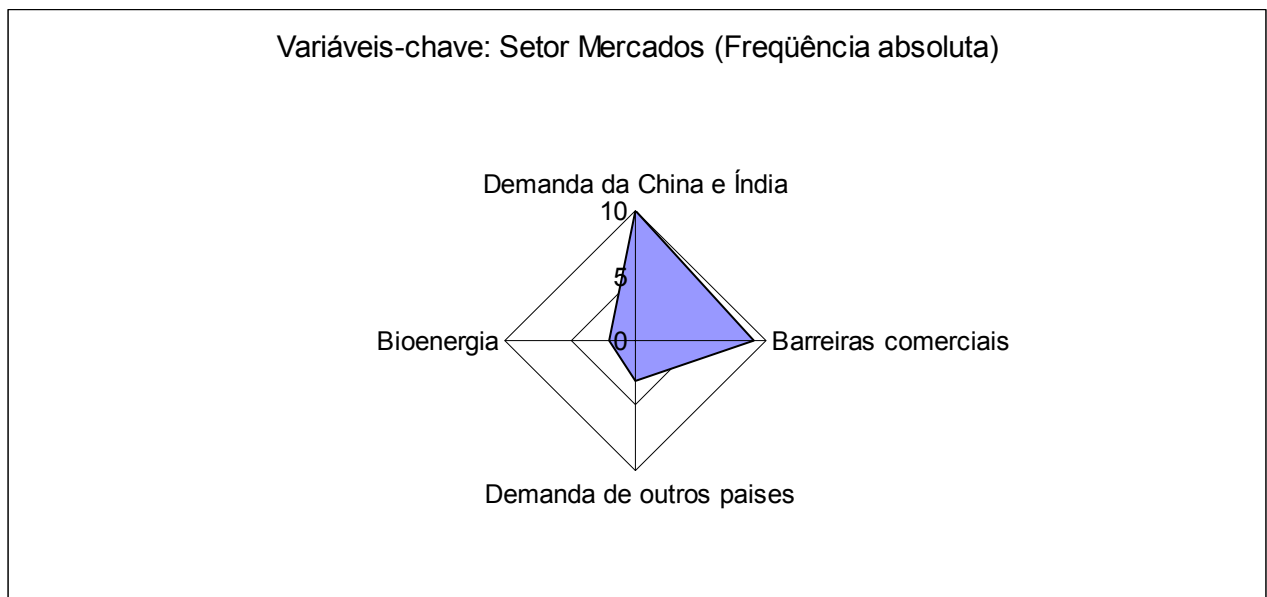 Variáveis-chave: Setor Mercados (Freqüência absoluta)
Demanda da China e Índia
10
5
Bioenergia
0
Barreiras comerciais
Demanda de outros paises